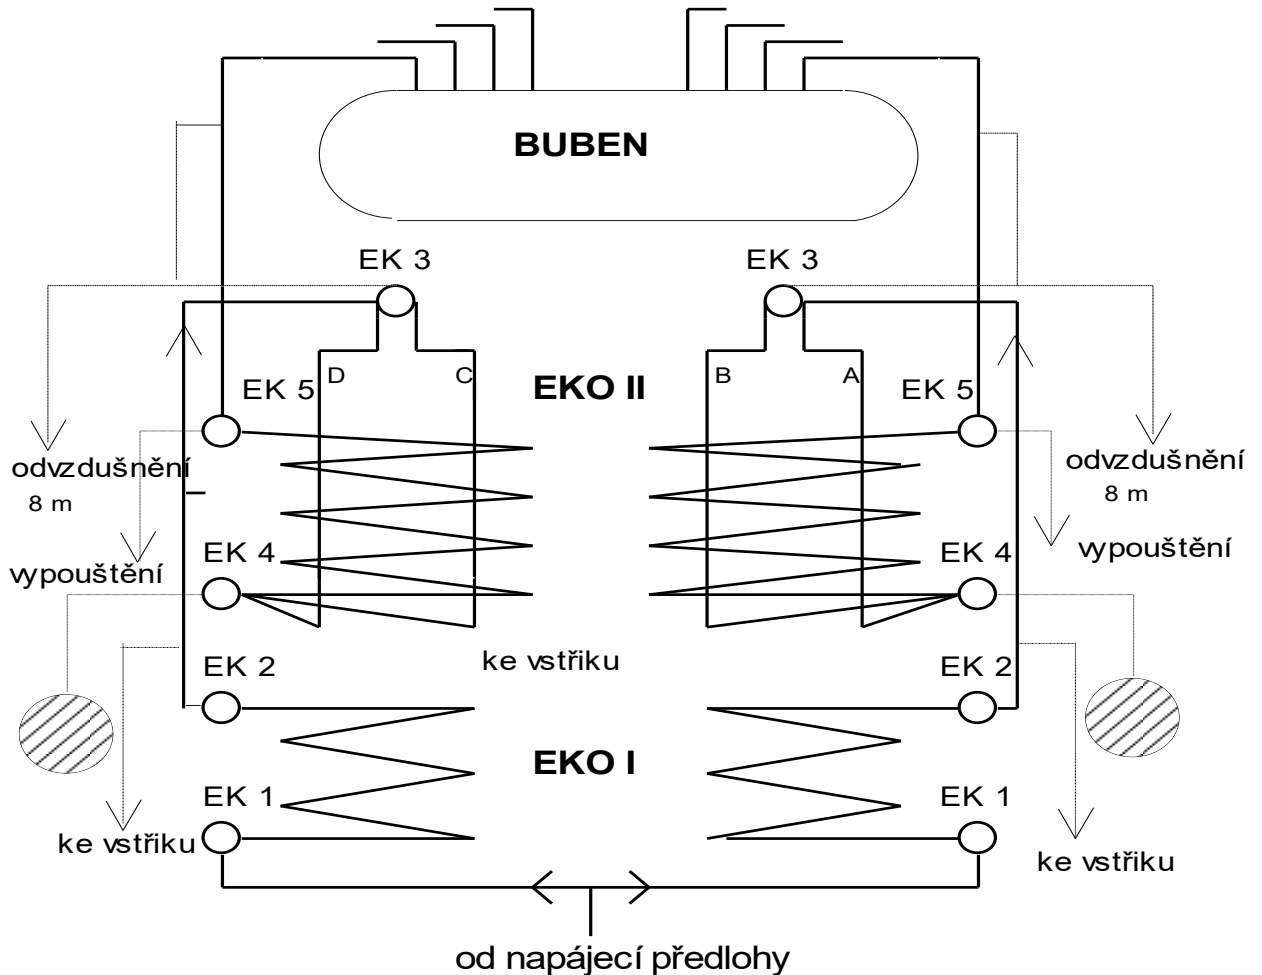 BUBEN
EK 3
EK 3
D
C
B
A
EK 5
EKO II
EK 5
odvzdušnění
8 m
odvzdušnění
8 m
EK 4
EK 4
vypouštění
vypouštění
EK 2
ke vstřiku
EK 2
EKO I
EK 1
EK 1
ke vstřiku
ke vstřiku
od napájecí předlohy